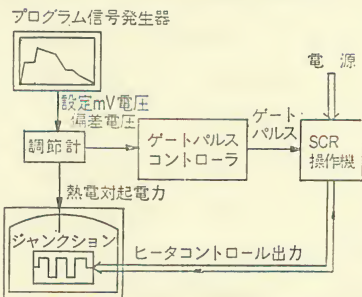 プログラム信号発生器
設定mV電圧
偏差電圧
調節計
ゲートパルス
コントローラ
ゲート
パルス
電 源
SCR
操作機
熱電対起電力
ジャンクション
ヒータコントロール出力